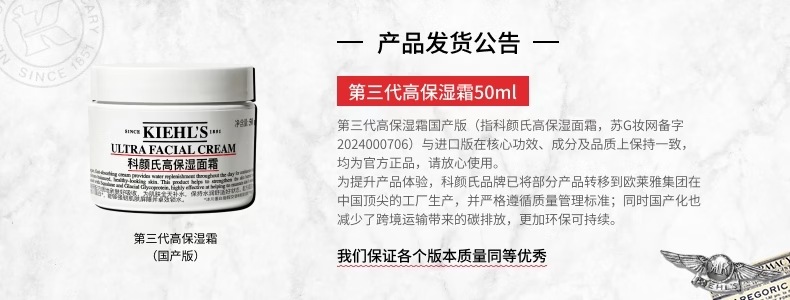 产品发货公告
第三代高保湿霜50ml
第三代高保湿霜国产版（指科颜氏高保湿面霜，苏G妆网备字
2024000706）与进口版在核心功效、成分及品质上保持一致，
均为官方正品，请放心使用。
为提升产品体验，科颜氏品牌已将部分产品转移到欧莱雅集团在
中国顶尖的工厂生产，并严格遵循质量管理标准；同时国产化也
减少了跨境运输带来的碳排放，更加环保可持续。
我们保证各个版本质量同等优秀
SINCE KIEHL'S 1851
ULTRA FACIAL CREAM
科颜氏高保湿面霜
第三代高保湿霜
（国产版）
SINCE 1851